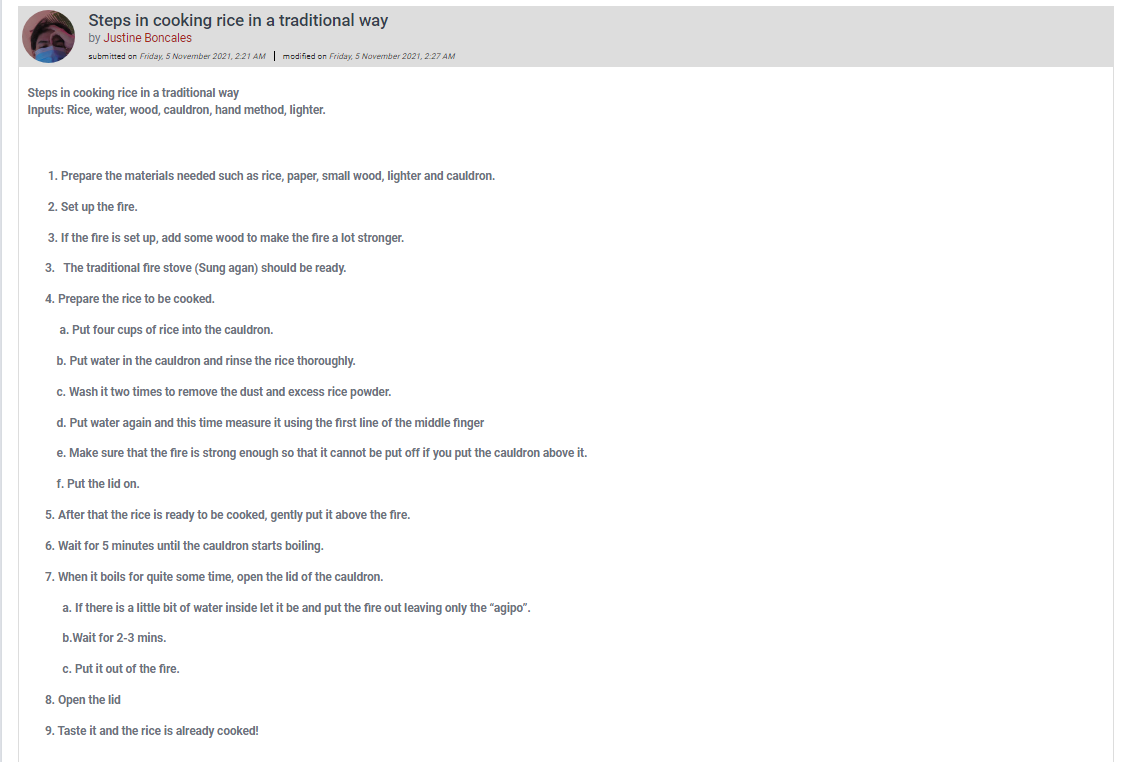 Steps in cooking rice in a traditional way
by Justine Boncales
submitted on Friday, 5 November 2021, 2:21 AM | modified on Friday, 5 November 2021, 2:27 AM
Steps in cooking rice in a traditional way
Inputs: Rice, water, wood, cauldron, hand method, lighter.
1. Prepare the materials needed such as rice, paper, small wood, lighter and cauldron.
2. Set up the fire.
3. If the fire is set up, add some wood to make the fire a lot stronger.
3. The traditional fire stove (Sung agan) should be ready.
4. Prepare the rice to be cooked.
a. Put four cups of rice into the cauldron.
b. Put water in the cauldron and rinse the rice thoroughly.
c. Wash it two times to remove the dust and excess rice powder.
d. Put water again and this time measure it using the first line of the middle finger
e. Make sure that the fire is strong enough so that it cannot be put off if you put the cauldron above it.
f. Put the lid on.
5. After that the rice is ready to be cooked, gently put it above the fire.
6. Wait for 5 minutes until the cauldron starts boiling.
7. When it boils for quite some time, open the lid of the cauldron.
a. If there is a little bit of water inside let it be and put the fire out leaving only the “agipo”.
b.Wait for 2-3 mins.
c. Put it out of the fire.
8. Open the lid
9. Taste it and the rice is already cooked!